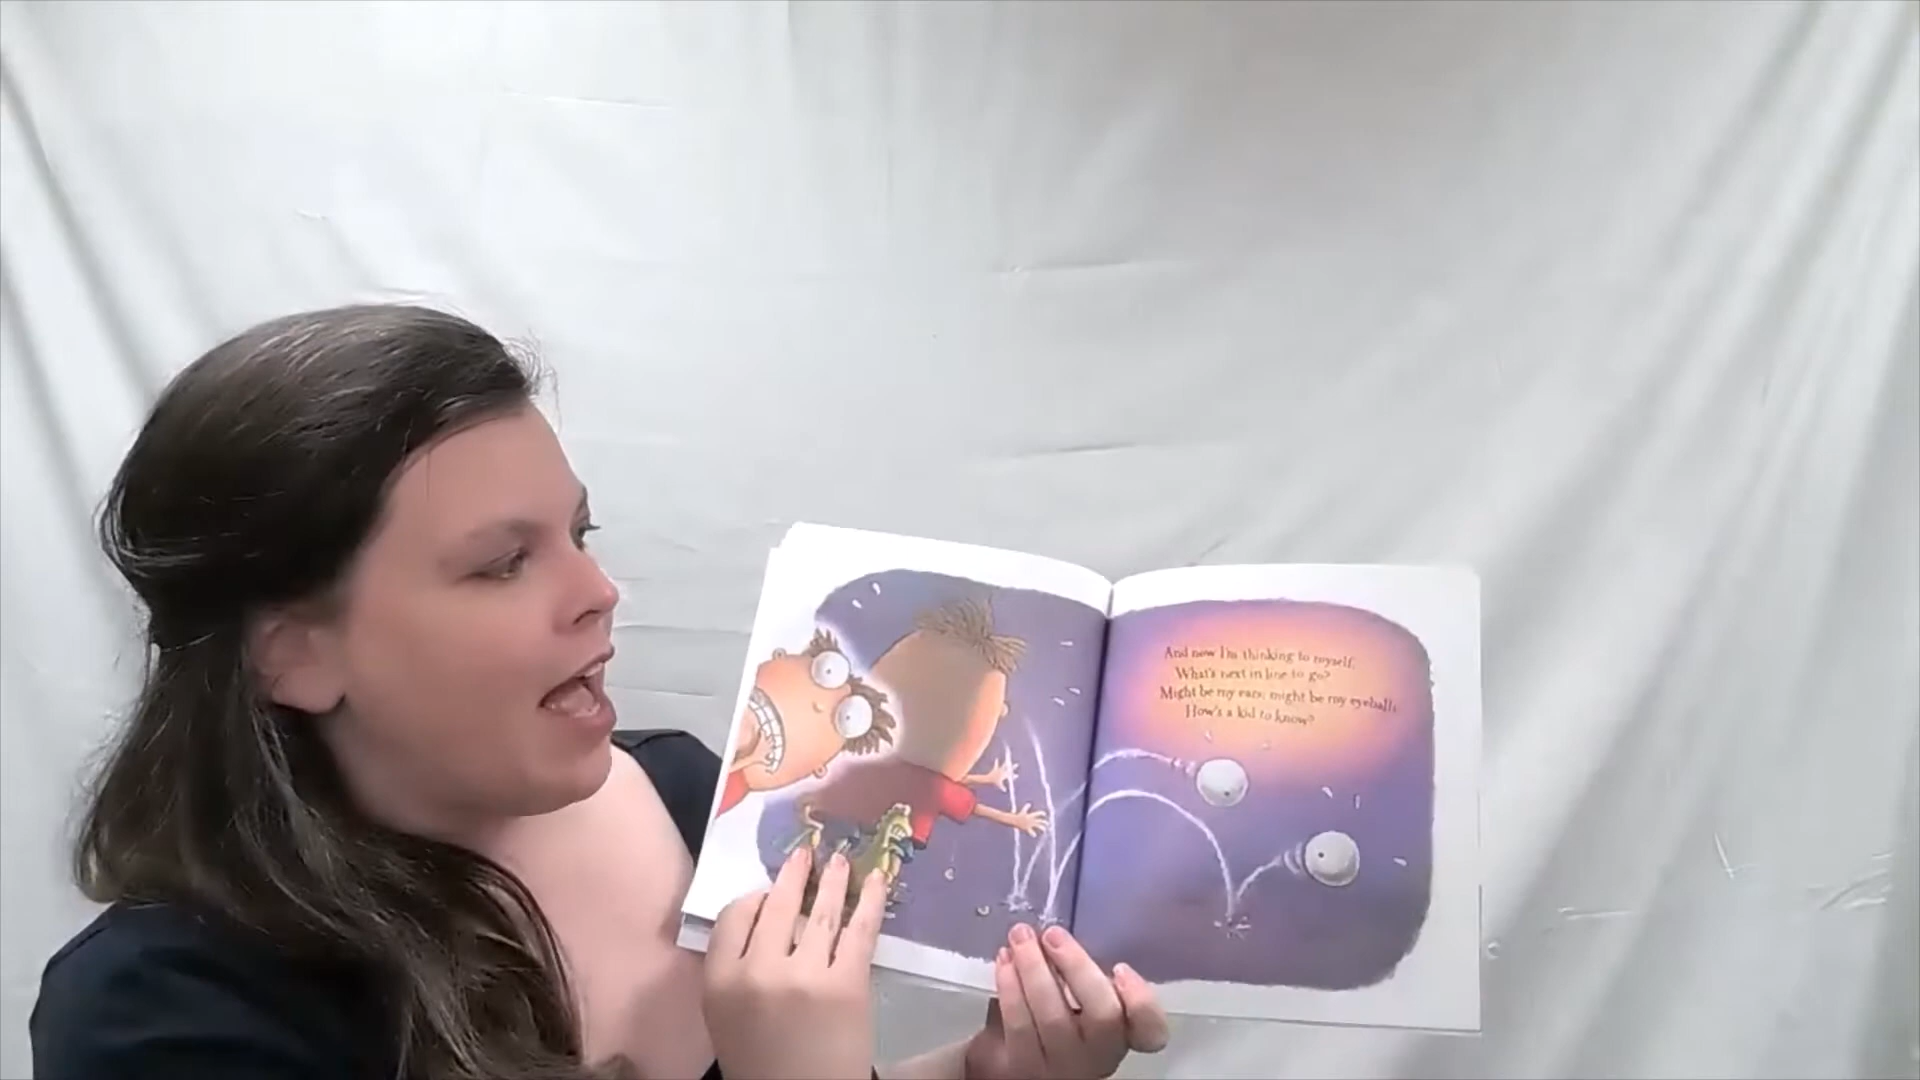 And now I'm thinking to myself,
What's next in line to go?
Might be my ears; might be my eyeballs.
How's a kid to know?